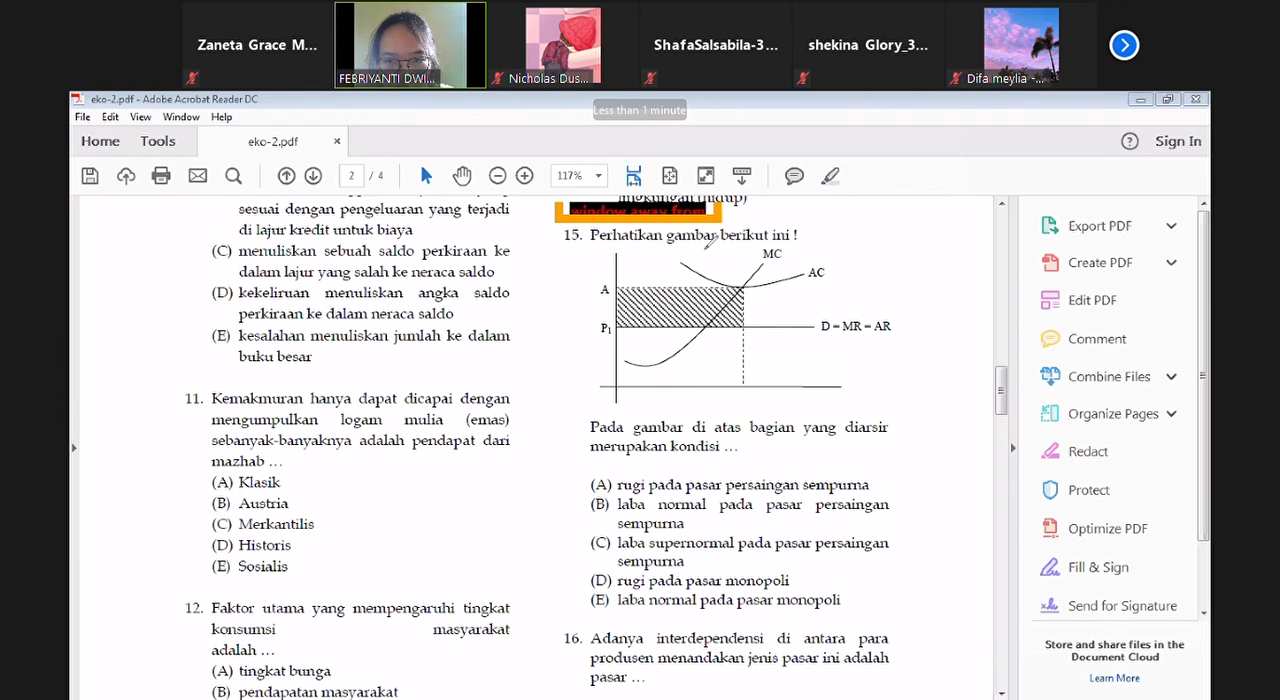 Zaneta Grace M...
FEBRIYANTI DWI...
Nicholas Dus...
ShafaSalsabila-3...
shekina Glory_3...
Difa meylia -...
eko-2.pdf - Adobe Acrobat Reader DC
Less than 1 minute
File Edit View Window Help
Home Tools eko-2.pdf × Sign In
2 / 4 117%
sesuai dengan pengeluaran yang terjadi
di lajur kredit untuk biaya
(C) menuliskan sebuah saldo perkiraan ke
dalam lajur yang salah ke neraca saldo
(D) kekeliruan menuliskan angka saldo
perkiraan ke dalam neraca saldo
(E) kesalahan menuliskan jumlah ke dalam
buku besar
11. Kemakmuran hanya dapat dicapai dengan
mengumpulkan logam mulia (emas)
sebanyak-banyaknya adalah pendapat dari
mazhab ...
(A) Klasik
(B) Austria
(C) Merkantilis
(D) Historis
(E) Sosialis
12. Faktor utama yang mempengaruhi tingkat
konsumsi masyarakat
adalah ...
(A) tingkat bunga
(B) pendapatan masyarakat
lingkungan (hidup)
window away from
15. Perhatikan gambar berikut ini !
MC
AC
A
P1
D = MR = AR
Pada gambar di atas bagian yang diarsir
merupakan kondisi ...
(A) rugi pada pasar persaingan sempurna
(B) laba normal pada pasar persaingan
sempurna
(C) laba supernormal pada pasar persaingan
sempurna
(D) rugi pada pasar monopoli
(E) laba normal pada pasar monopoli
16. Adanya interdependensi di antara para
produsen menandakan jenis pasar ini adalah
pasar ...
Export PDF
Create PDF
Edit PDF
Comment
Combine Files
Organize Pages
Redact
Protect
Optimize PDF
Fill & Sign
Send for Signature
Store and share files in the
Document Cloud
Learn More